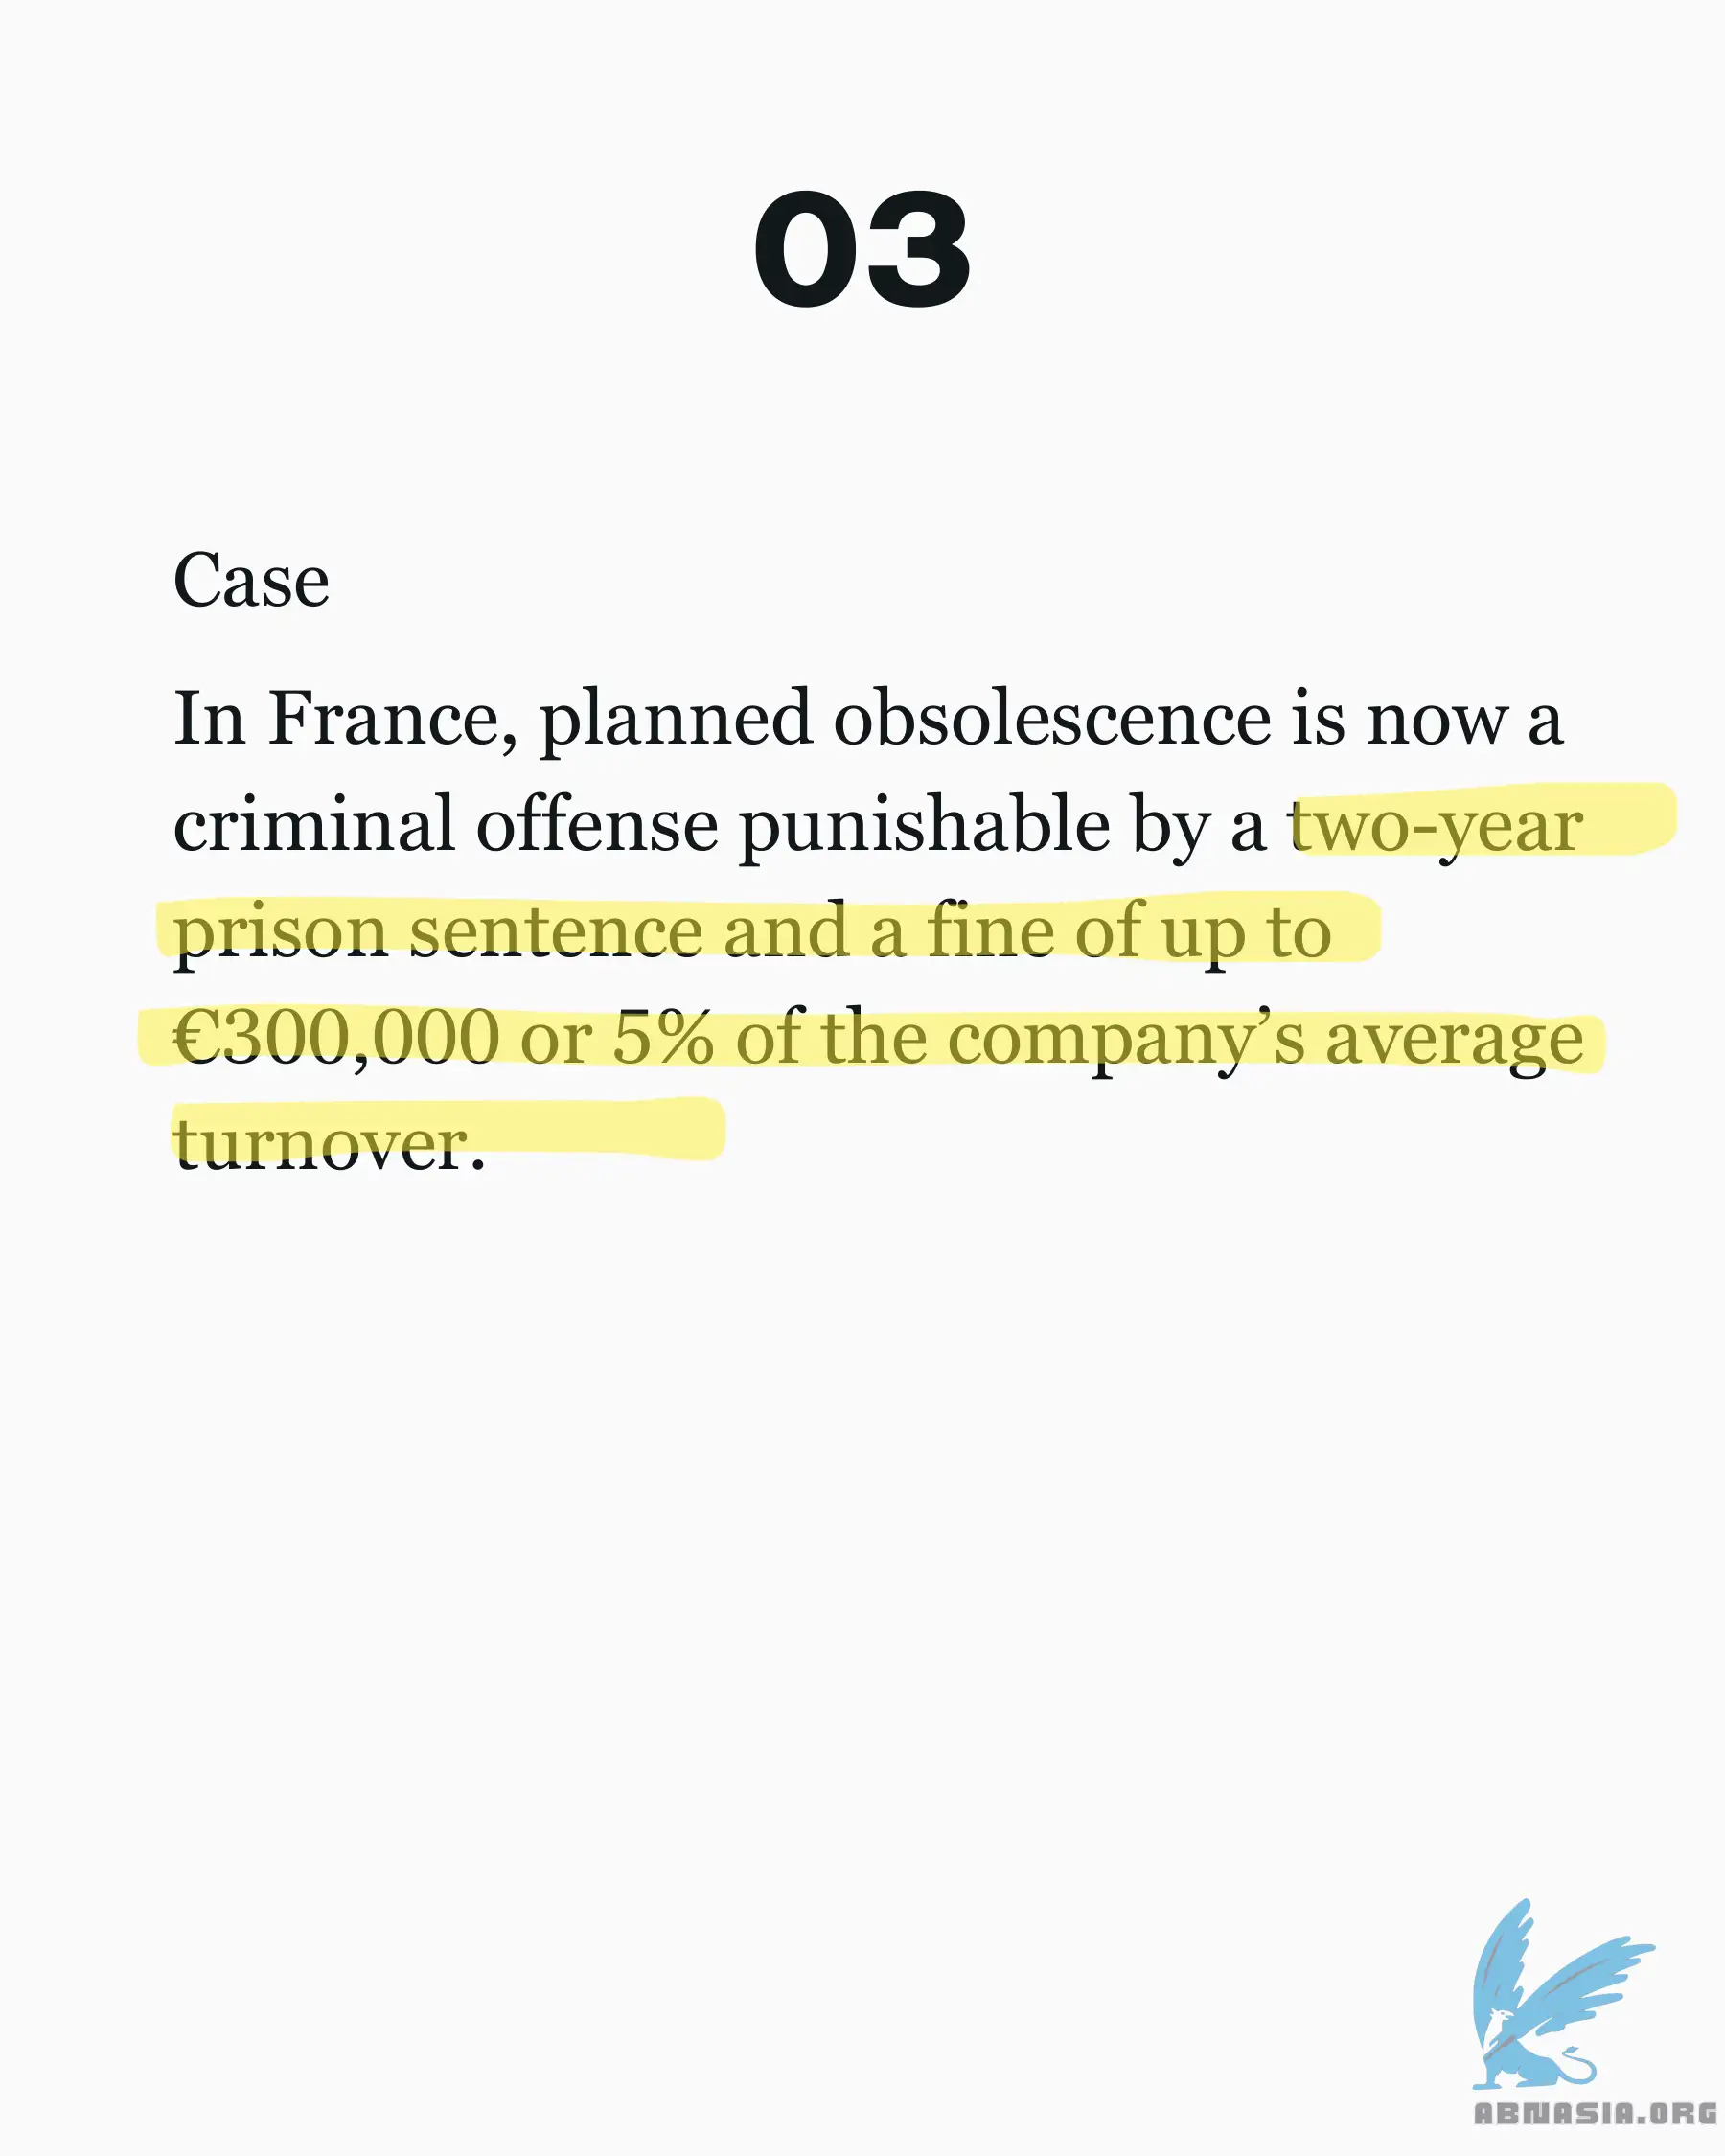 03
Case
In France, planned obsolescence is now a
criminal offense punishable by a two-year
prison sentence and a fine of up to
€300,000 or 5% of the company’s average
turnover.
ABNASIA.ORG